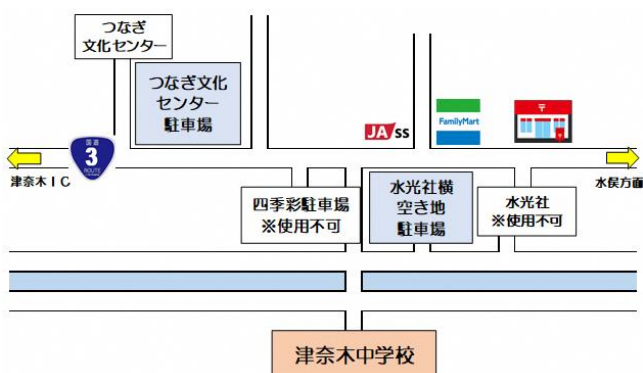 つなぎ
文化センター
つなぎ文化
センター
駐車場
国道
3
ROUTE
JA SS
FamilyMart
〒
津奈木IC
四季彩駐車場
※使用不可
水光社横
空き地
駐車場
水光社
※使用不可
水俣方面
津奈木中学校